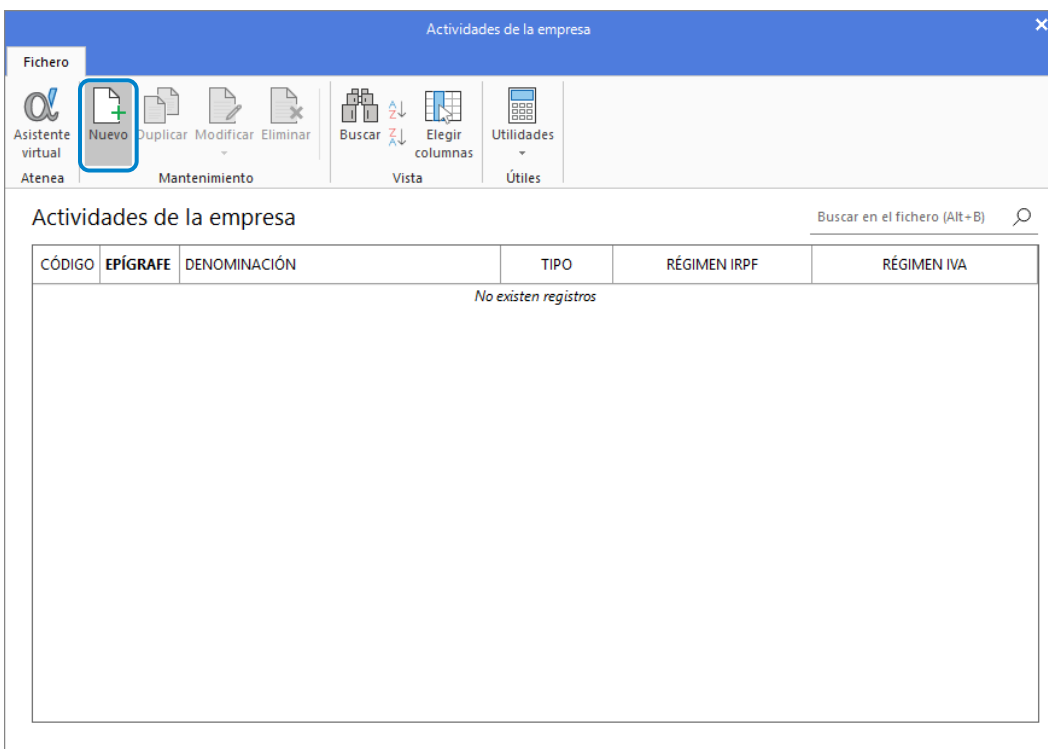 Actividades de la empresa
Fichero
Asistente virtual
Nuevo
Duplicar
Modificar
Eliminar
Buscar
Elegir columnas
Utilidades
Atenea
Mantenimiento
Vista
Útiles
Actividades de la empresa
Buscar en el fichero (Alt+B)
CÓDIGO EPÍGRAFE DENOMINACIÓN TIPO RÉGIMEN IRPF RÉGIMEN IVA
No existen registros